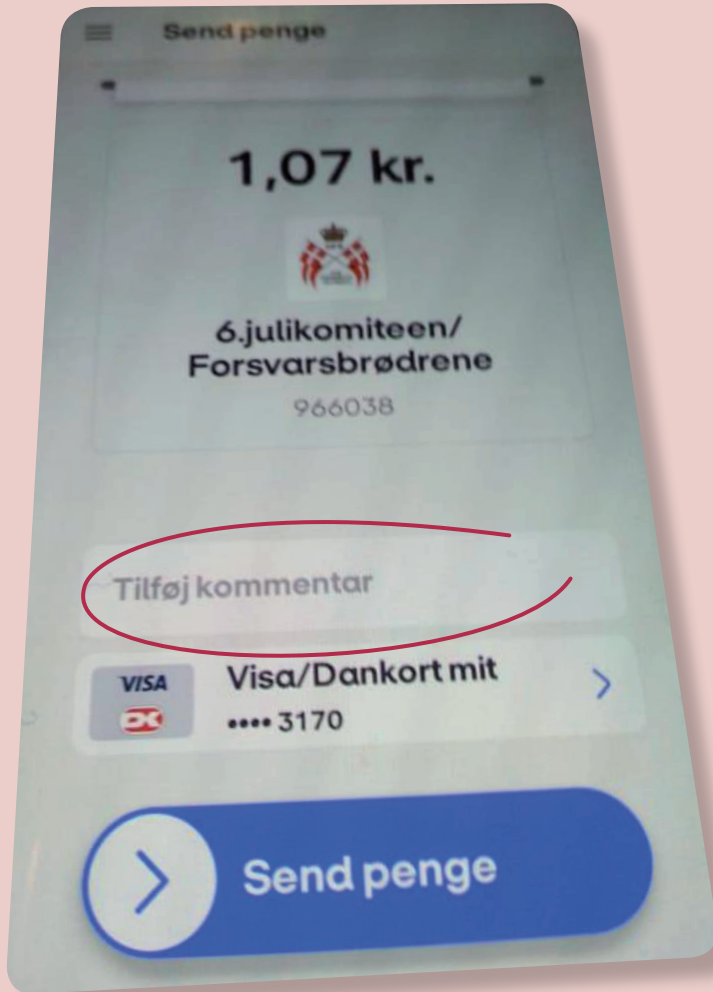 Send penge
1,07 kr.
6.julikomiteen/
Forsvarsbrødrene
966038
Tilføj kommentar
VISA
Visa/Dankort mit
•••• 3170
Send penge